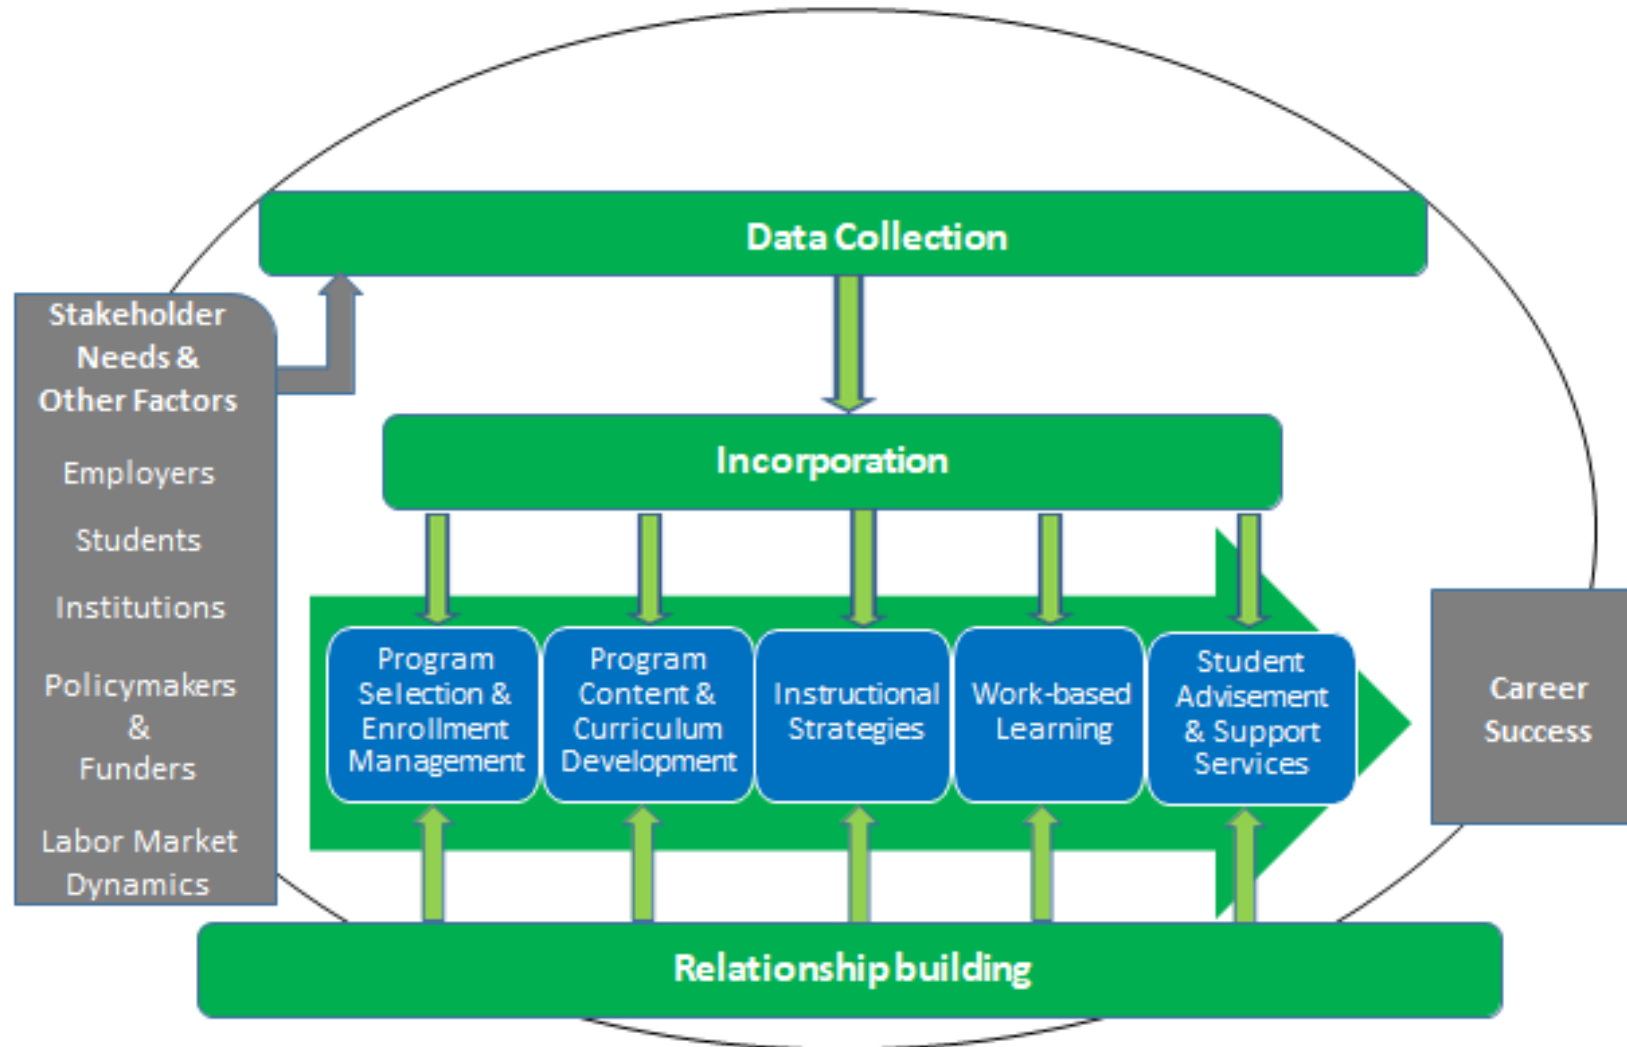 Data Collection
Stakeholder
Needs &
Other Factors
Employers
Students
Institutions
Policymakers
&
Funders
Labor Market
Dynamics
Incorporation
Program
Selection &
Enrollment
Management
Program
Content &
Curriculum
Development
Instructional
Strategies
Work-based
Learning
Student
Advisement
& Support
Services
Career
Success
Relationship building